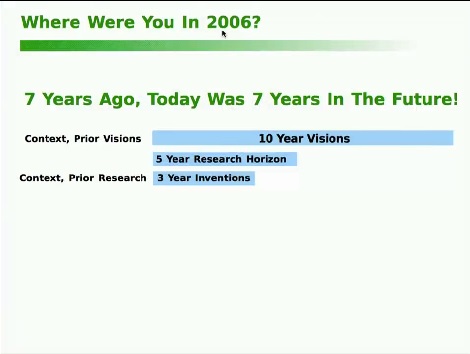 Where Were You In 2006?
7 Years Ago, Today Was 7 Years In The Future!
Context, Prior Visions 10 Year Visions
5 Year Research Horizon
Context, Prior Research 3 Year Inventions